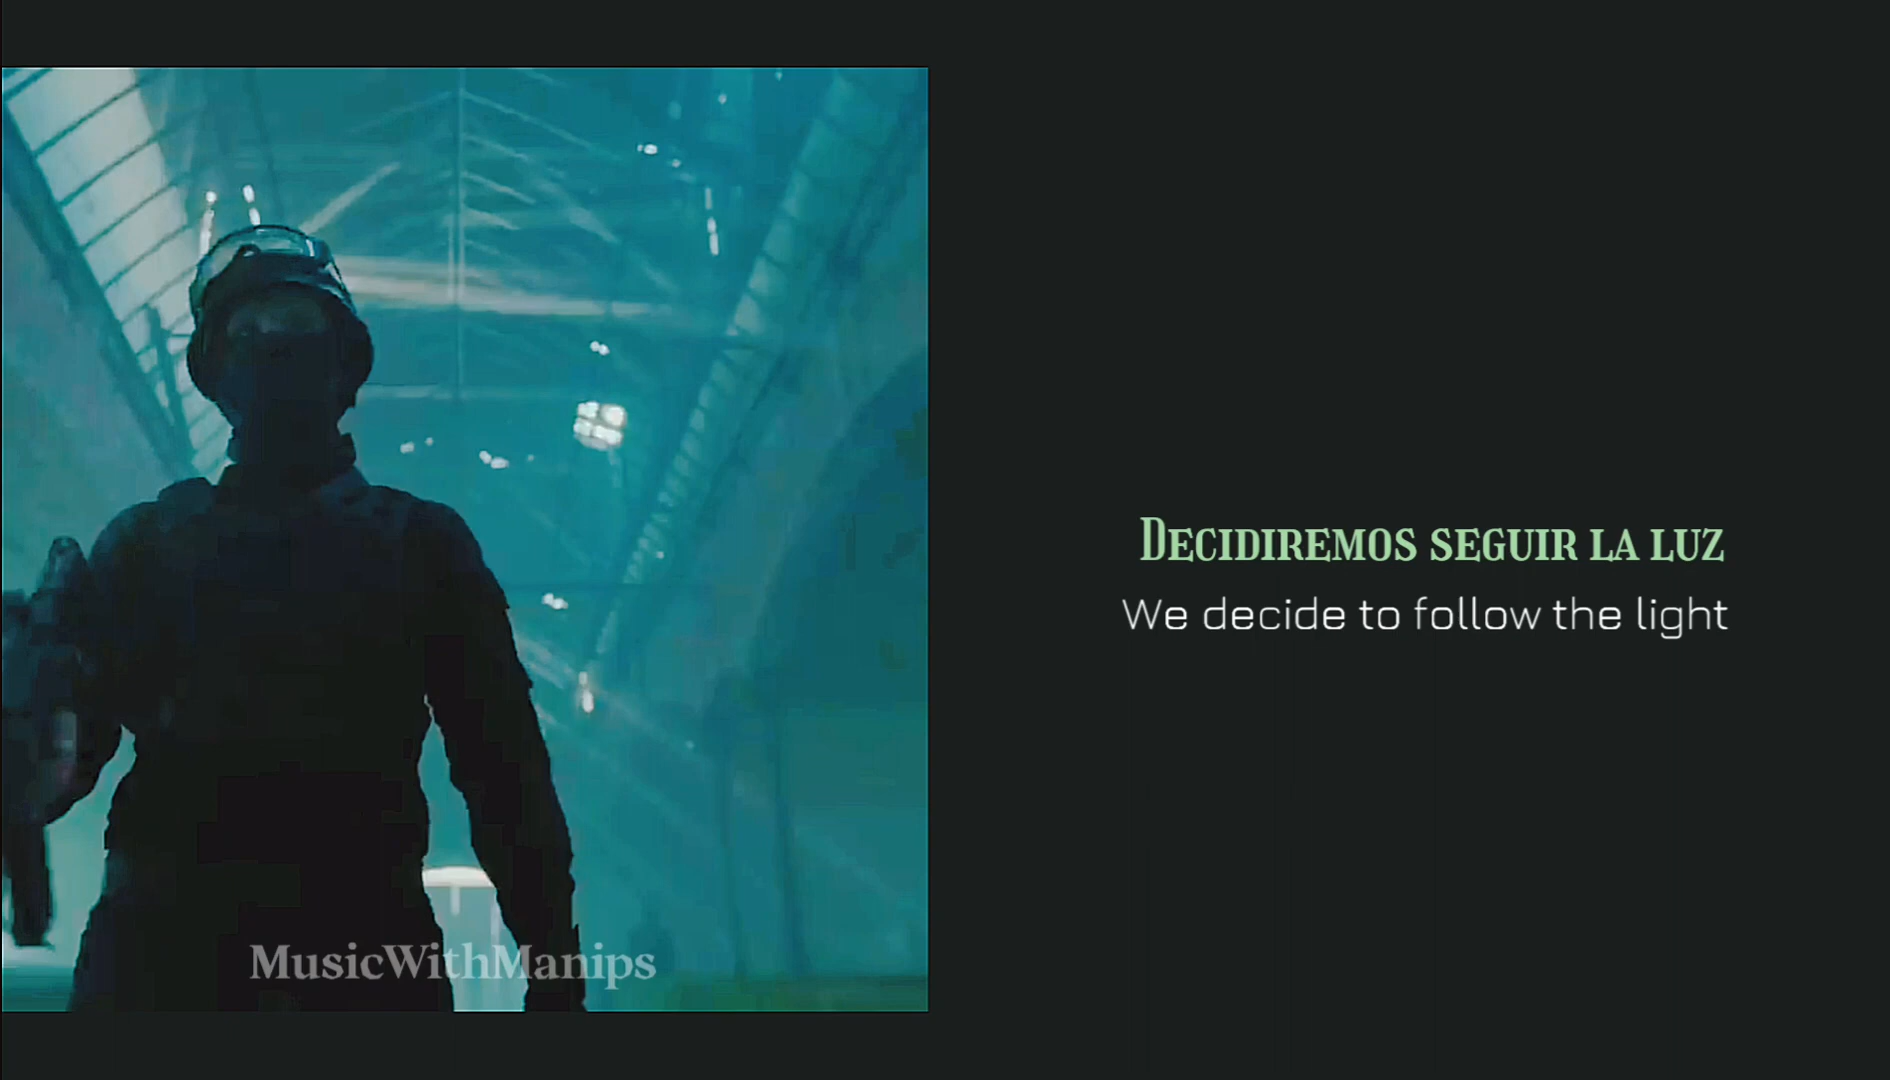 DECIDIREMOS SEGUIR LA LUZ
We decide to follow the light
MusicWithManips